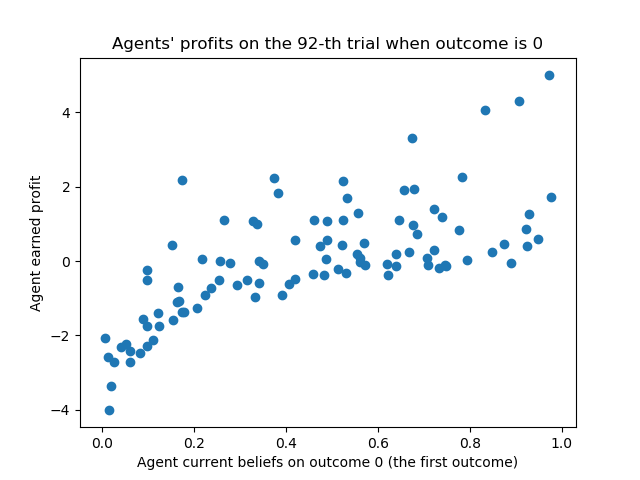 Agents' profits on the 92-th trial when outcome is 0
Agent earned profit
4
2
0
−2
−4
0.0 0.2 0.4 0.6 0.8 1.0
Agent current beliefs on outcome 0 (the first outcome)